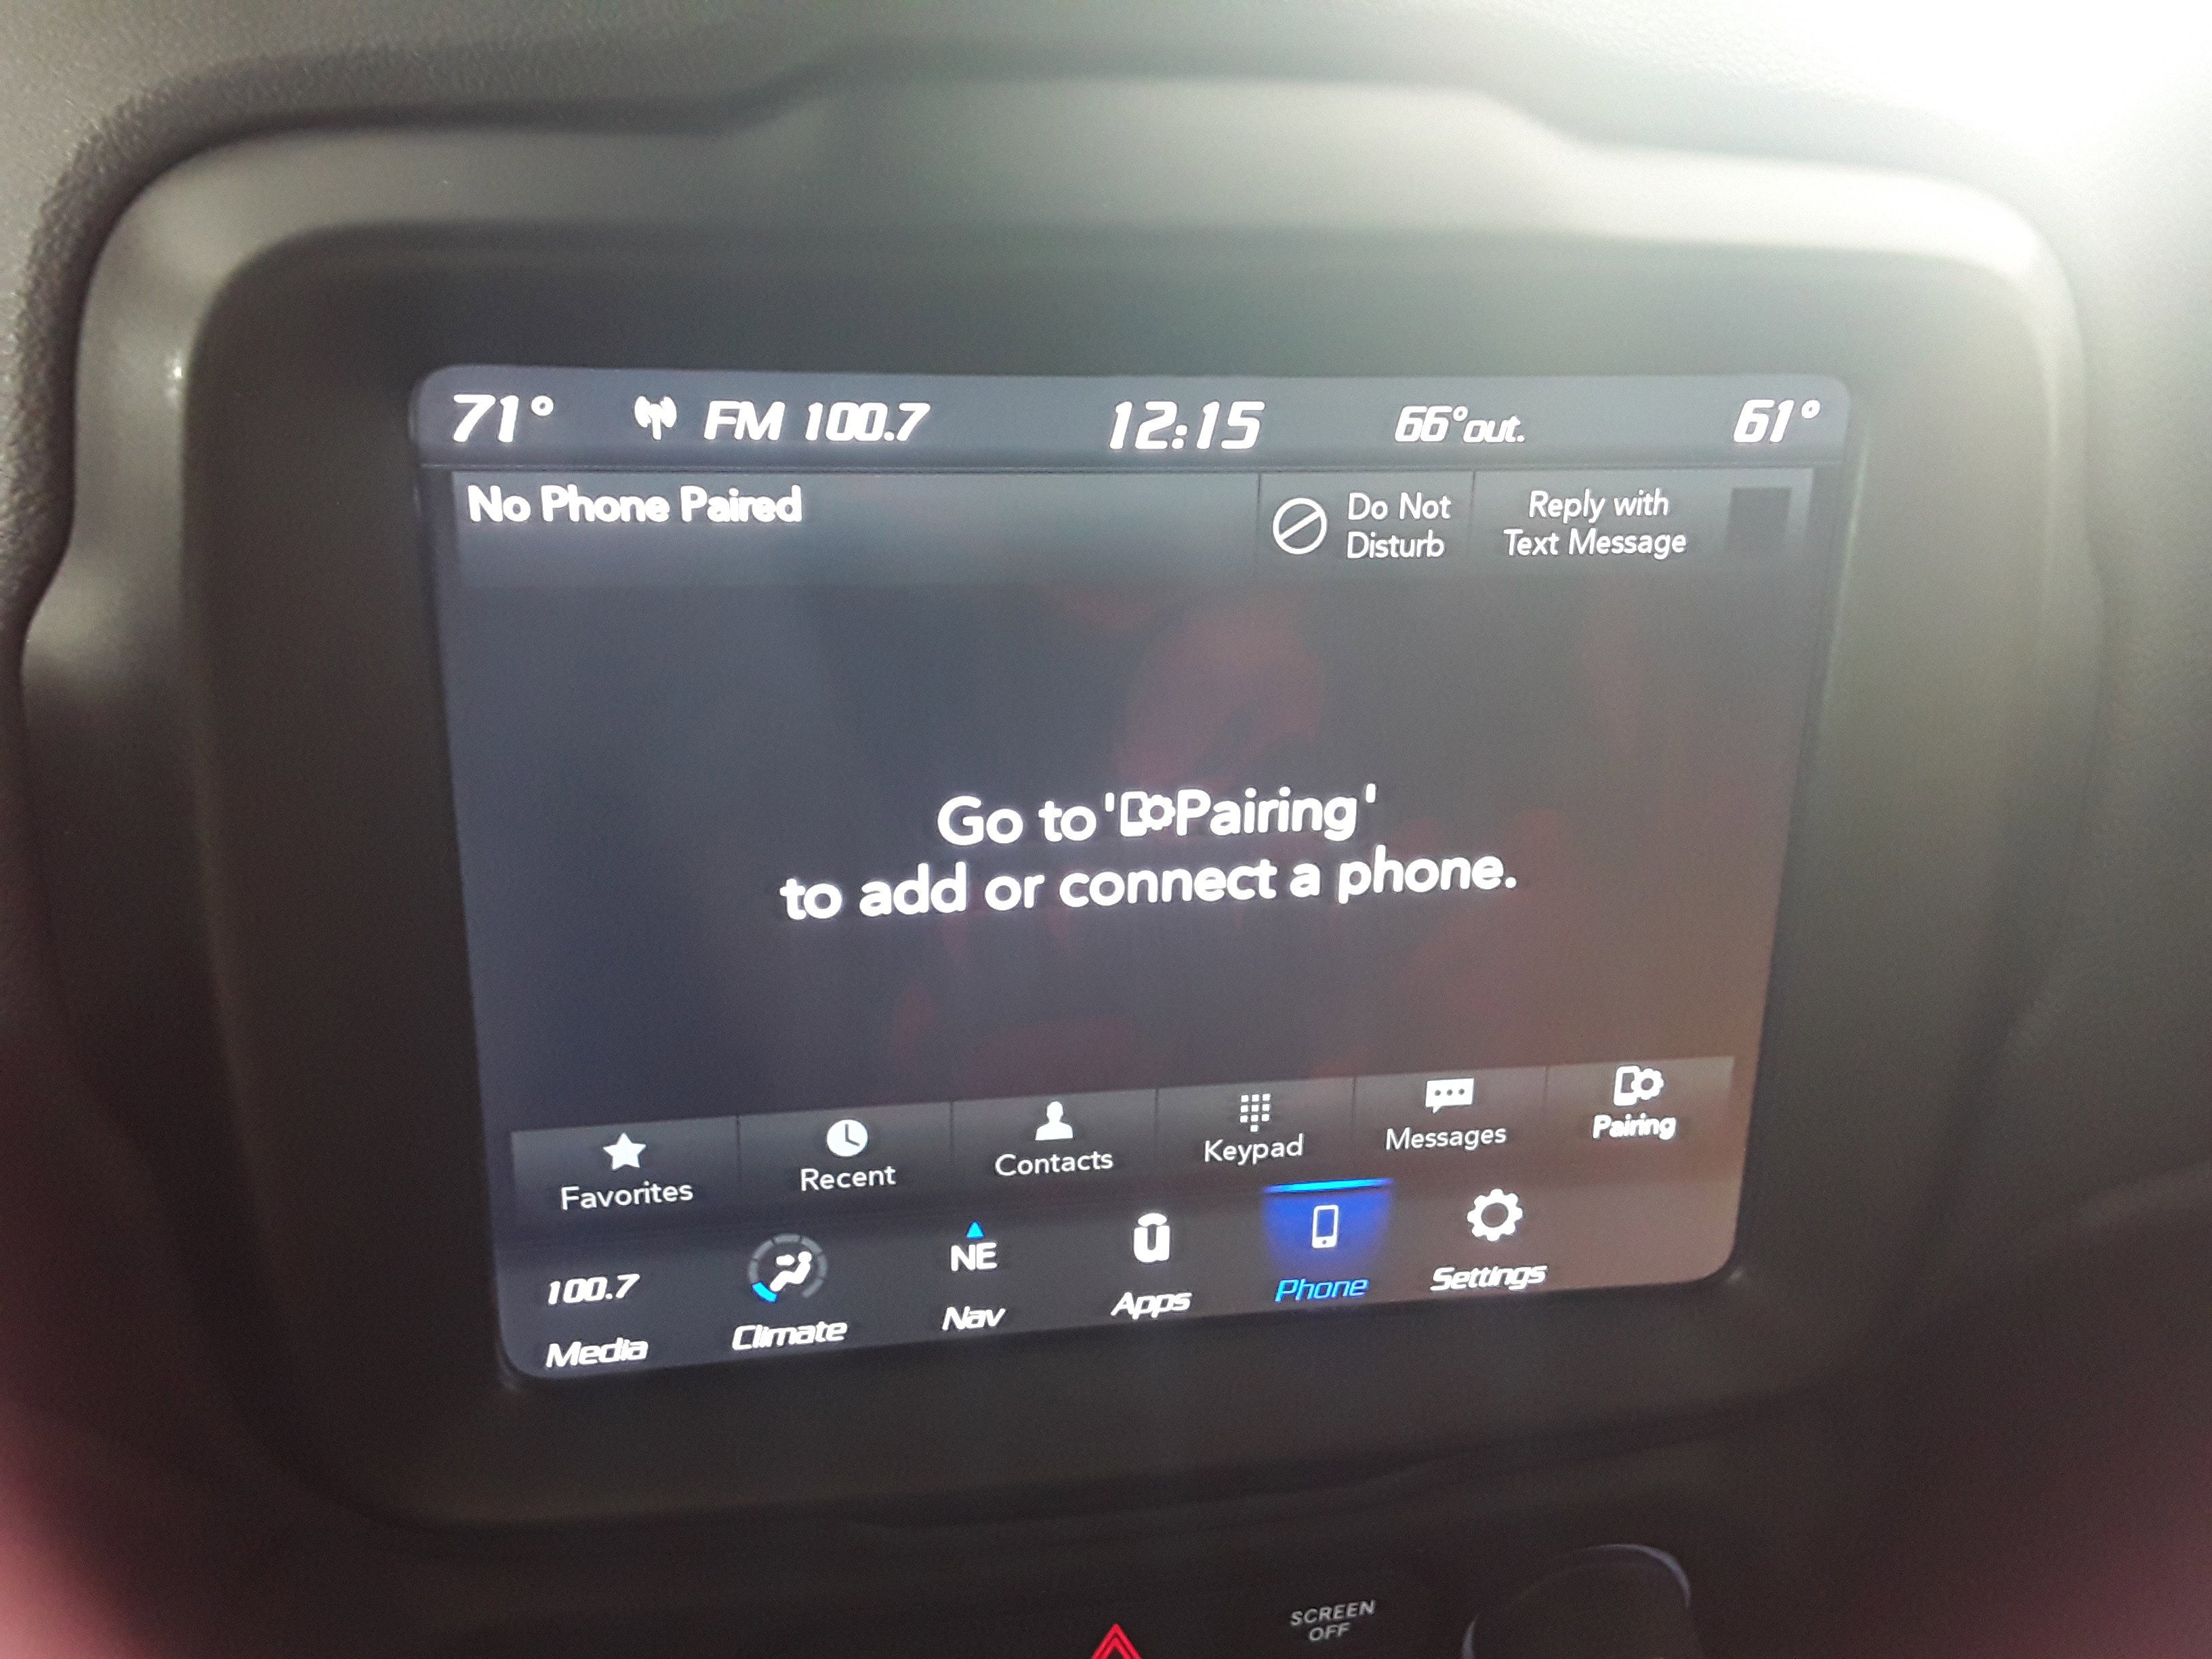 71° FM 100.7 12:15 66°out. 61°
No Phone Paired
Do Not
Disturb
Reply with
Text Message
Go to 'Pairing'
to add or connect a phone.
Favorites
Recent
Contacts
Keypad
Messages
Pairing
100.7
Media
Climate
NE
Nav
Apps
Phone
Settings
SCREEN
OFF